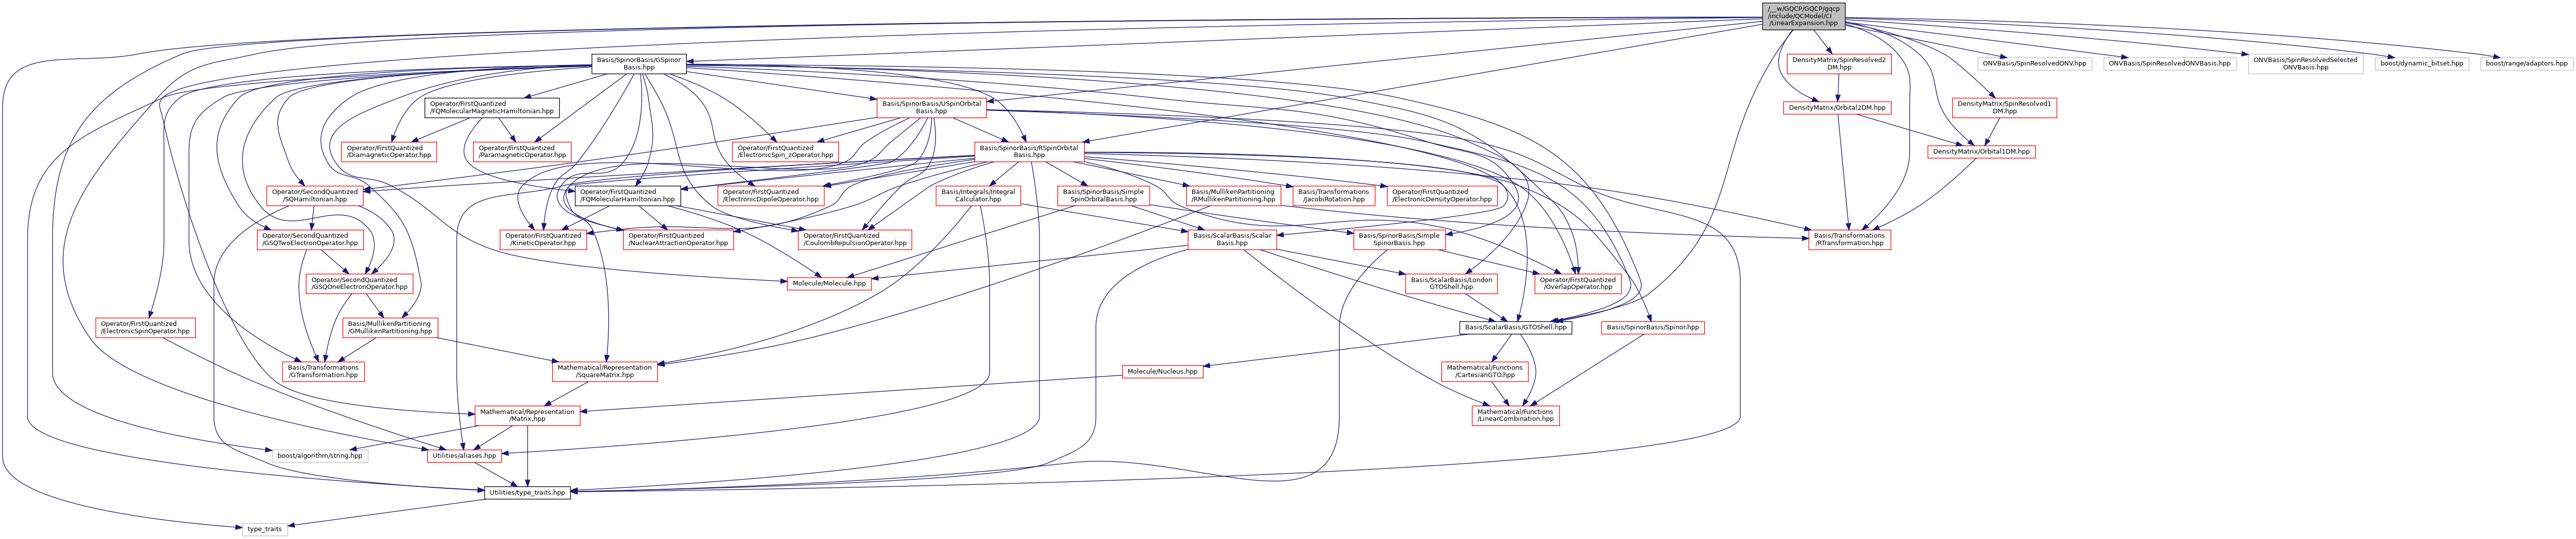 /__w/GQCP/GQCP/gqcp
/include/QCModel/CI
/LinearExpansion.hpp
Basis/SpinorBasis/GSpinor
Basis.hpp
DensityMatrix/SpinResolved2
DM.hpp
ONVBasis/SpinResolvedONV.hpp
ONVBasis/SpinResolvedONVBasis.hpp
ONVBasis/SpinResolvedSelected
ONVBasis.hpp
boost/dynamic_bitset.hpp
boost/range/adaptors.hpp
Operator/FirstQuantized
/FQMolecularMagneticHamiltonian.hpp
Basis/SpinorBasis/USpinOrbital
Basis.hpp
DensityMatrix/Orbital2DM.hpp
DensityMatrix/SpinResolved1
DM.hpp
Operator/FirstQuantized
/DiamagneticOperator.hpp
Operator/FirstQuantized
/ParamagneticOperator.hpp
Operator/FirstQuantized
/ElectronicSpin_zOperator.hpp
Basis/SpinorBasis/RSpinOrbital
Basis.hpp
DensityMatrix/Orbital1DM.hpp
Operator/SecondQuantized
/SQHamiltonian.hpp
Operator/FirstQuantized
/FQMolecularHamiltonian.hpp
Operator/FirstQuantized
/ElectronicDipoleOperator.hpp
Basis/Integrals/Integral
Calculator.hpp
Basis/SpinorBasis/Simple
SpinOrbitalBasis.hpp
Basis/MullikenPartitioning
/RMullikenPartitioning.hpp
Basis/Transformations
/JacobiRotation.hpp
Operator/FirstQuantized
/ElectronicDensityOperator.hpp
Operator/SecondQuantized
/GSQTwoElectronOperator.hpp
Operator/FirstQuantized
/KineticOperator.hpp
Operator/FirstQuantized
/NuclearAttractionOperator.hpp
Operator/FirstQuantized
/CoulombRepulsionOperator.hpp
Basis/ScalarBasis/Scalar
Basis.hpp
Basis/SpinorBasis/Simple
SpinorBasis.hpp
Basis/Transformations
/RTransformation.hpp
Operator/SecondQuantized
/GSQOneElectronOperator.hpp
Molecule/Molecule.hpp
Basis/ScalarBasis/London
GTOShell.hpp
Operator/FirstQuantized
/OverlapOperator.hpp
Operator/FirstQuantized
/ElectronicSpinOperator.hpp
Basis/MullikenPartitioning
/GMullikenPartitioning.hpp
Basis/ScalarBasis/GTOShell.hpp
Basis/SpinorBasis/Spinor.hpp
Basis/Transformations
/GTransformation.hpp
Mathematical/Representation
/SquareMatrix.hpp
Molecule/Nucleus.hpp
Mathematical/Functions
/CartesianGTO.hpp
Mathematical/Representation
/Matrix.hpp
Mathematical/Functions
/LinearCombination.hpp
boost/algorithm/string.hpp
Utilities/aliases.hpp
Utilities/type_traits.hpp
type_traits